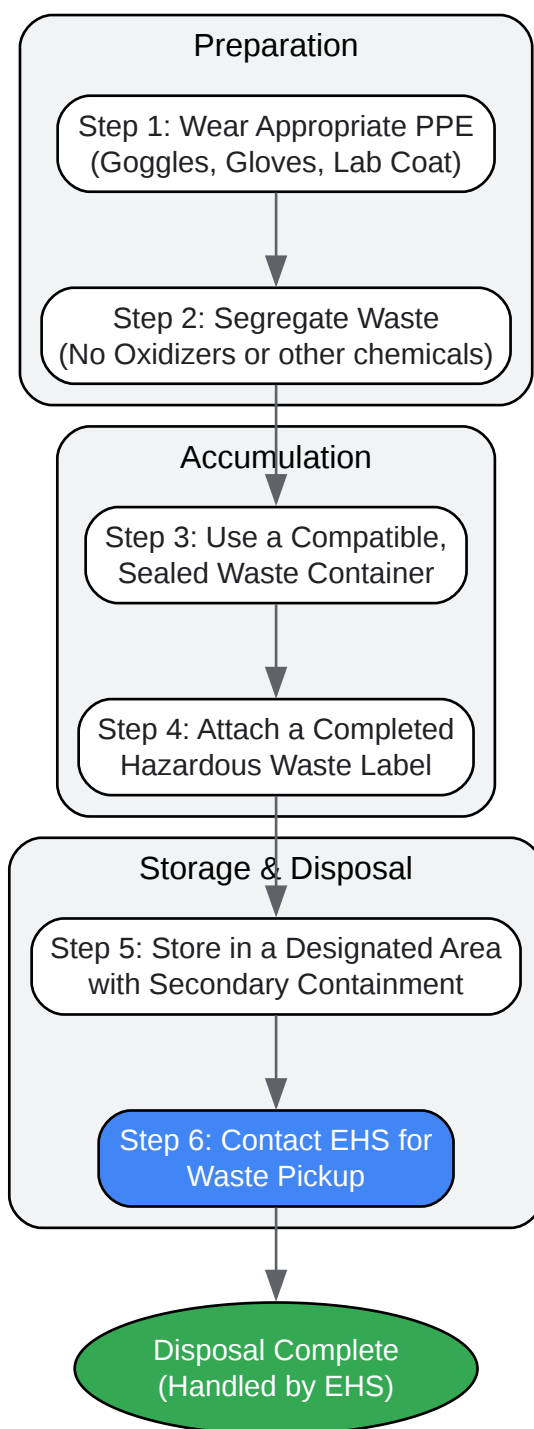 Preparation
Step 1: Wear Appropriate PPE
(Goggles, Gloves, Lab Coat)
Step 2: Segregate Waste
(No Oxidizers or other chemicals)
Accumulation
Step 3: Use a Compatible,
Sealed Waste Container
Step 4: Attach a Completed
Hazardous Waste Label
Storage & Disposal
Step 5: Store in a Designated Area
with Secondary Containment
Step 6: Contact EHS for
Waste Pickup
Disposal Complete
(Handled by EHS)